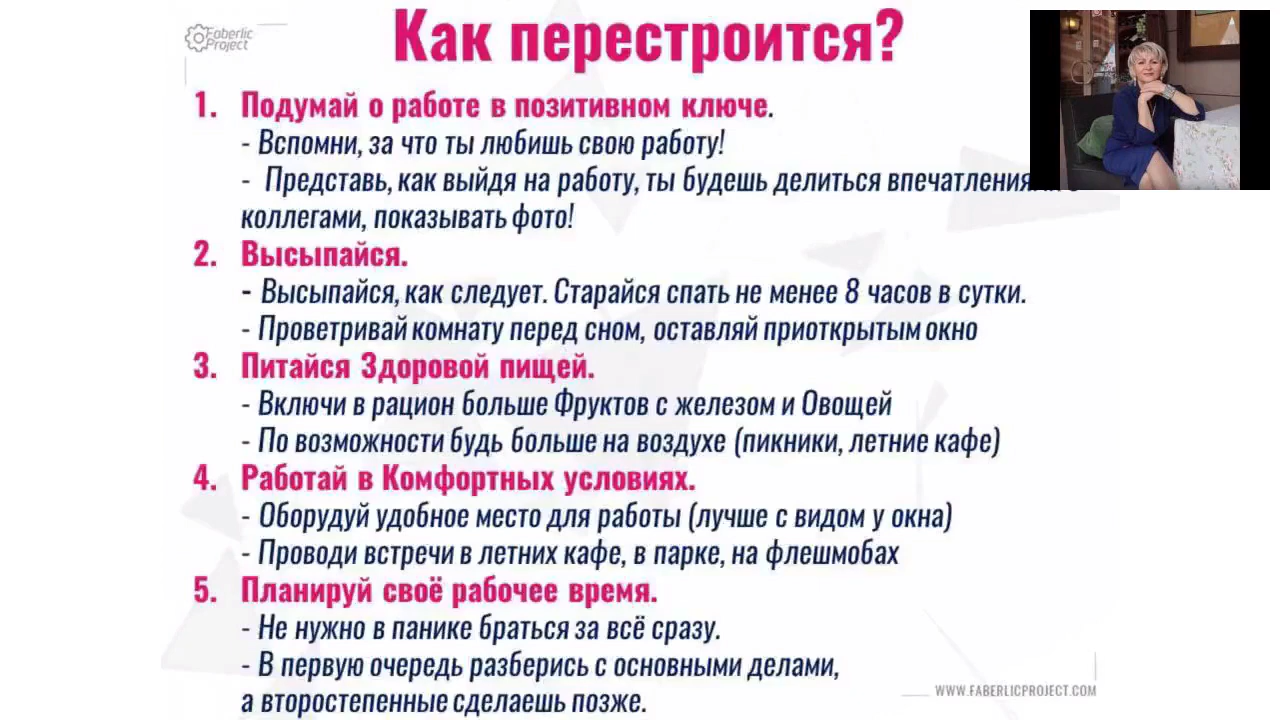 Faberlic
Project
Как перестроится?
1. Подумай о работе в позитивном ключе.
- Вспомни, за что ты любишь свою работу!
- Представь, как выйдя на работу, ты будешь делиться
коллегами, показывать фото!
2. Высыпайся.
- Высыпайся, как следует. Старайся спать не менее 8 часов в сутки.
- Проветривай комнату перед сном, оставляй приоткрытым окно
3. Питайся Здоровой пищей.
- Включи в рацион больше Фруктов с железом и Овощей
- По возможности будь больше на воздухе (пикники, летние кафе)
4. Работай в Комфортных условиях.
- Оборудуй удобное место для работы (лучше с видом у окна)
- Проводи встречи в летних кафе, в парке, на флешмобах
5. Планируй своё рабочее время.
- Не нужно в панике браться за всё сразу.
- В первую очередь разберись с основными делами,
а второстепенные сделаешь позже.
WWW.FABERLICPROJECT.COM